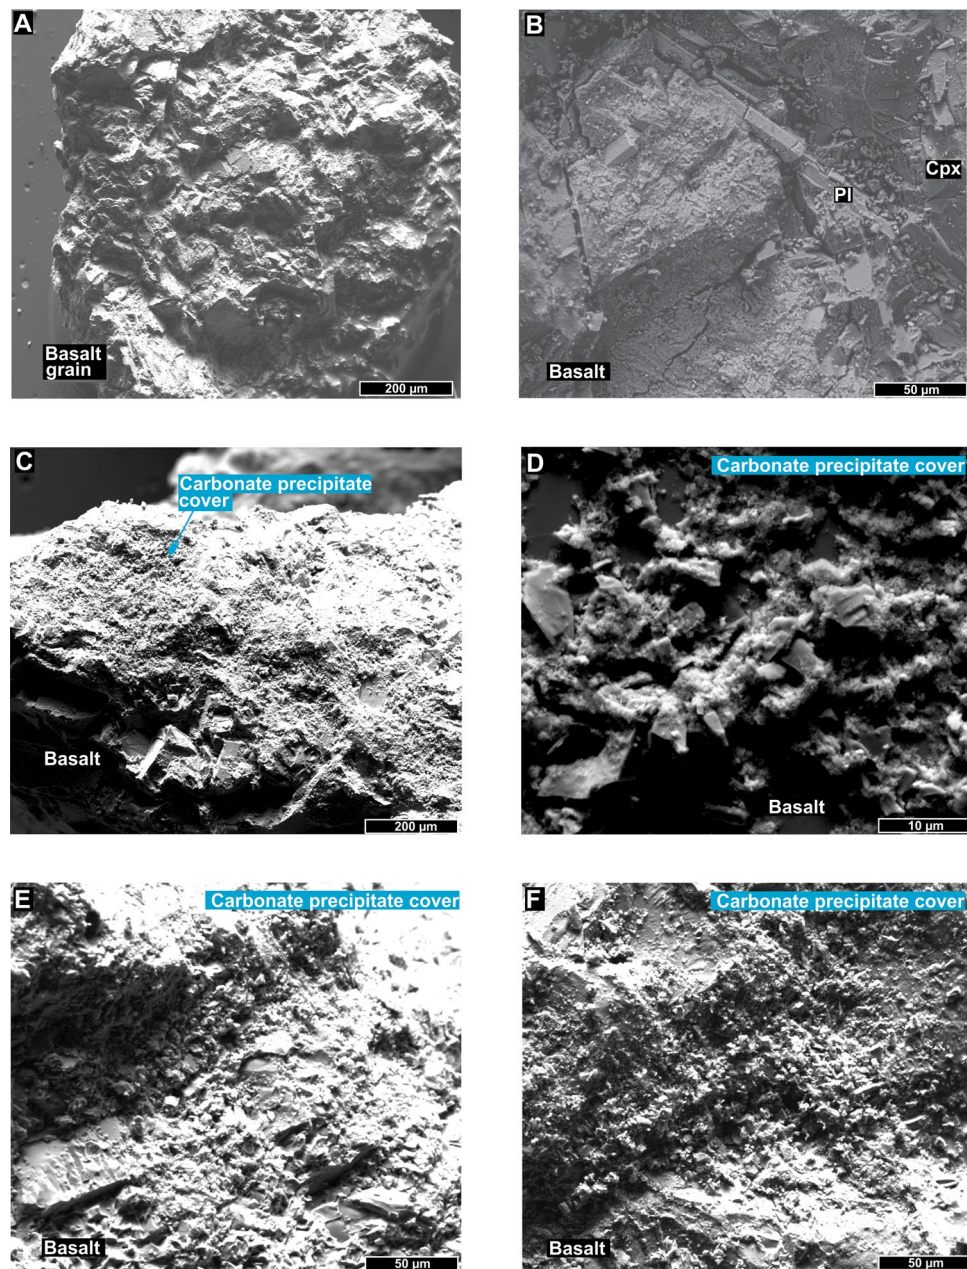 A
Basalt
grain
200 µm
B
Cpx
Pl
Basalt
50 µm
C
Carbonate precipitate
cover
Basalt
200 µm
D
Carbonate precipitate cover
Basalt
10 µm
E
Carbonate precipitate cover
Basalt
50 µm
F
Carbonate precipitate cover
Basalt
50 µm